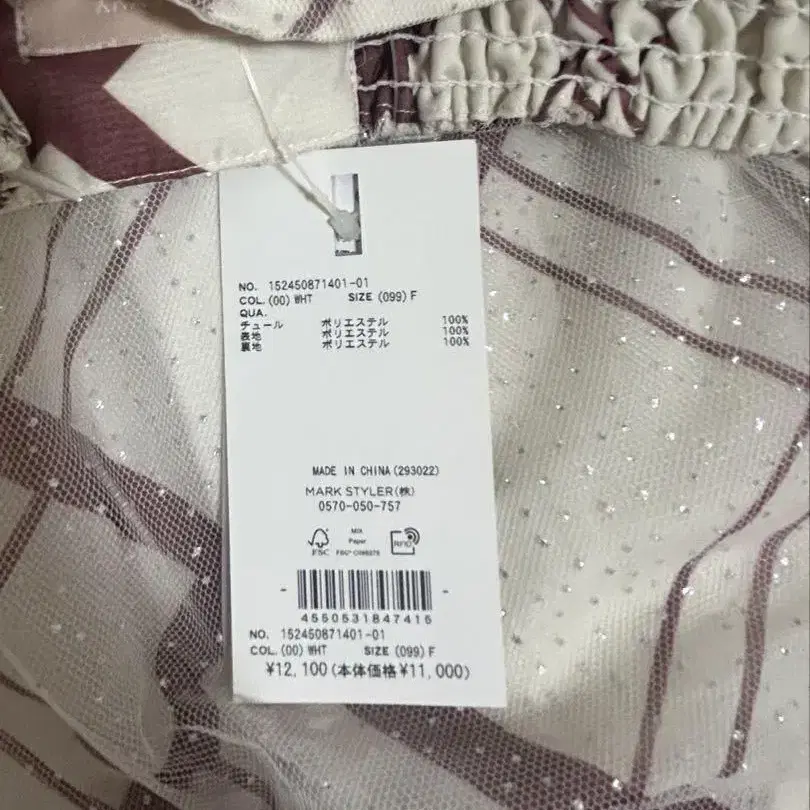 NO. 152450871401-01
COL. (00) WHT SIZE (099) F
QUA.
チュール ポリエステル 100%
表地 ポリエステル 100%
裏地 ポリエステル 100%
MADE IN CHINA (293022)
MARK STYLER(株)
0570-050-757
FSC
MIX
Paper
RFID
4550531847416
NO. 152450871401-01
COL. (00) WHT SIZE (099) F
¥12,100(本体価格¥11,000)